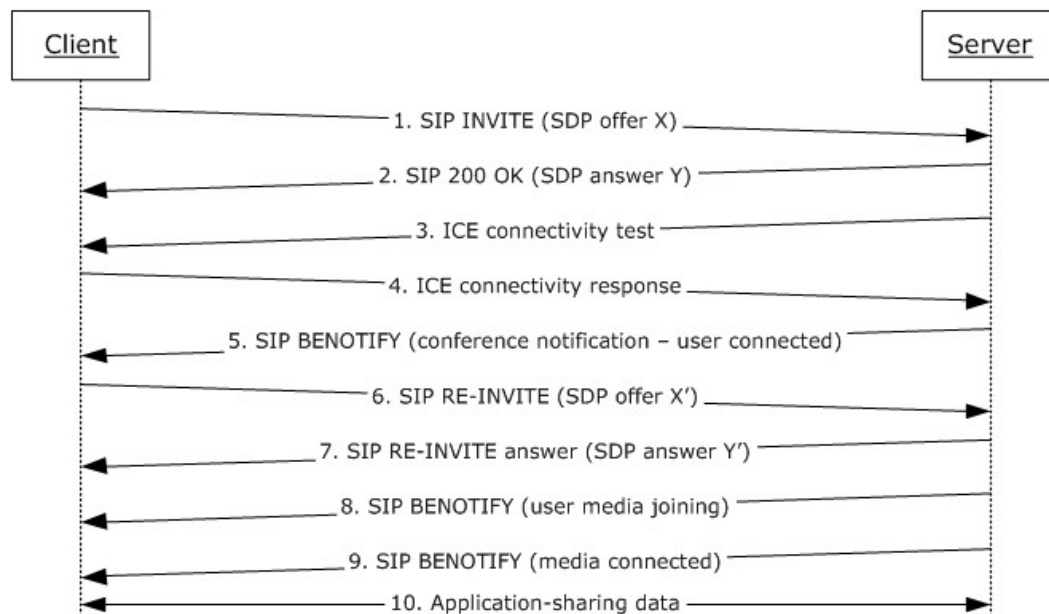 Client
Server
1. SIP INVITE (SDP offer X)
2. SIP 200 OK (SDP answer Y)
3. ICE connectivity test
4. ICE connectivity response
5. SIP BENOTIFY (conference notification – user connected)
6. SIP RE-INVITE (SDP offer X’)
7. SIP RE-INVITE answer (SDP answer Y’)
8. SIP BENOTIFY (user media joining)
9. SIP BENOTIFY (media connected)
10. Application-sharing data